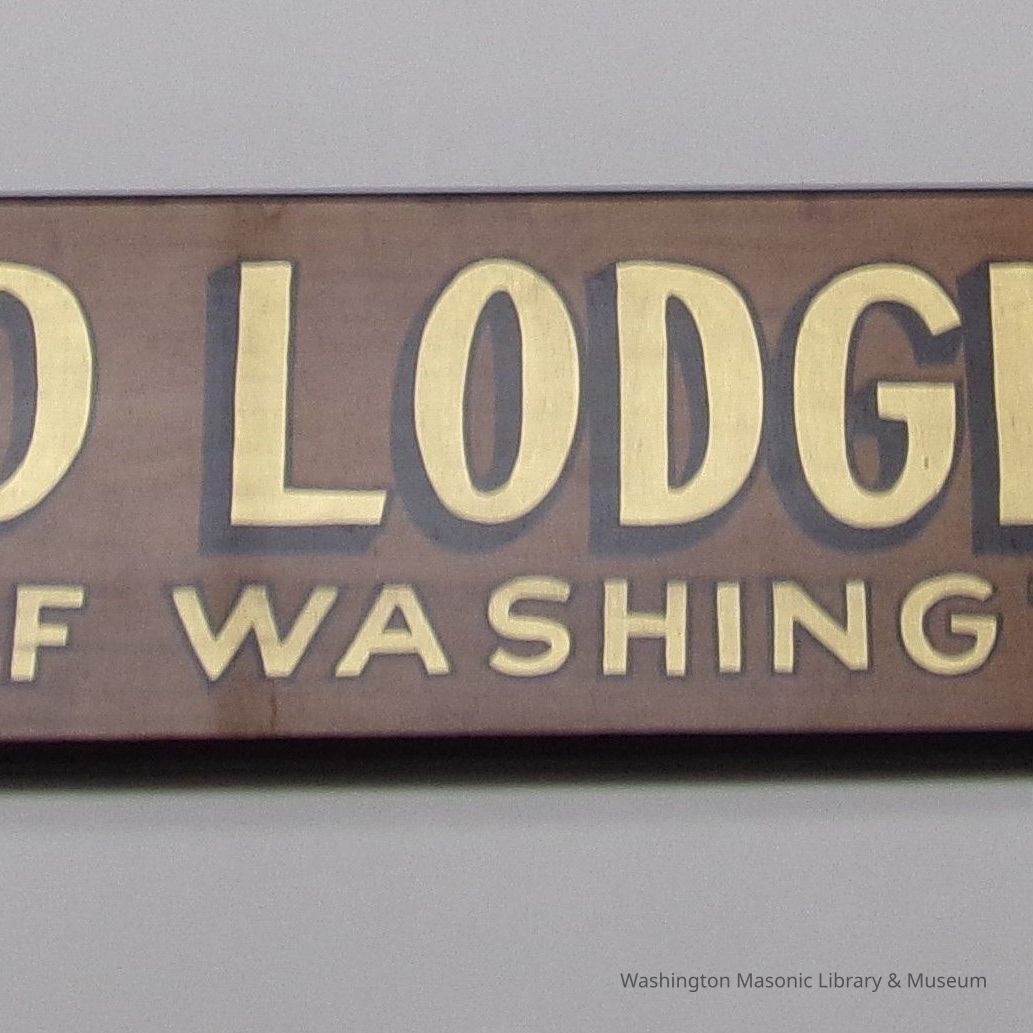 D LODGE
F WASHING
Washington Masonic Library & Museum